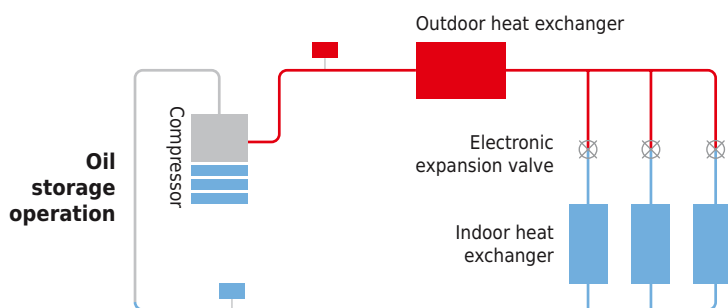 Outdoor heat exchanger
Compressor
Electronic
expansion valve
Oil
storage
operation
Indoor heat
exchanger